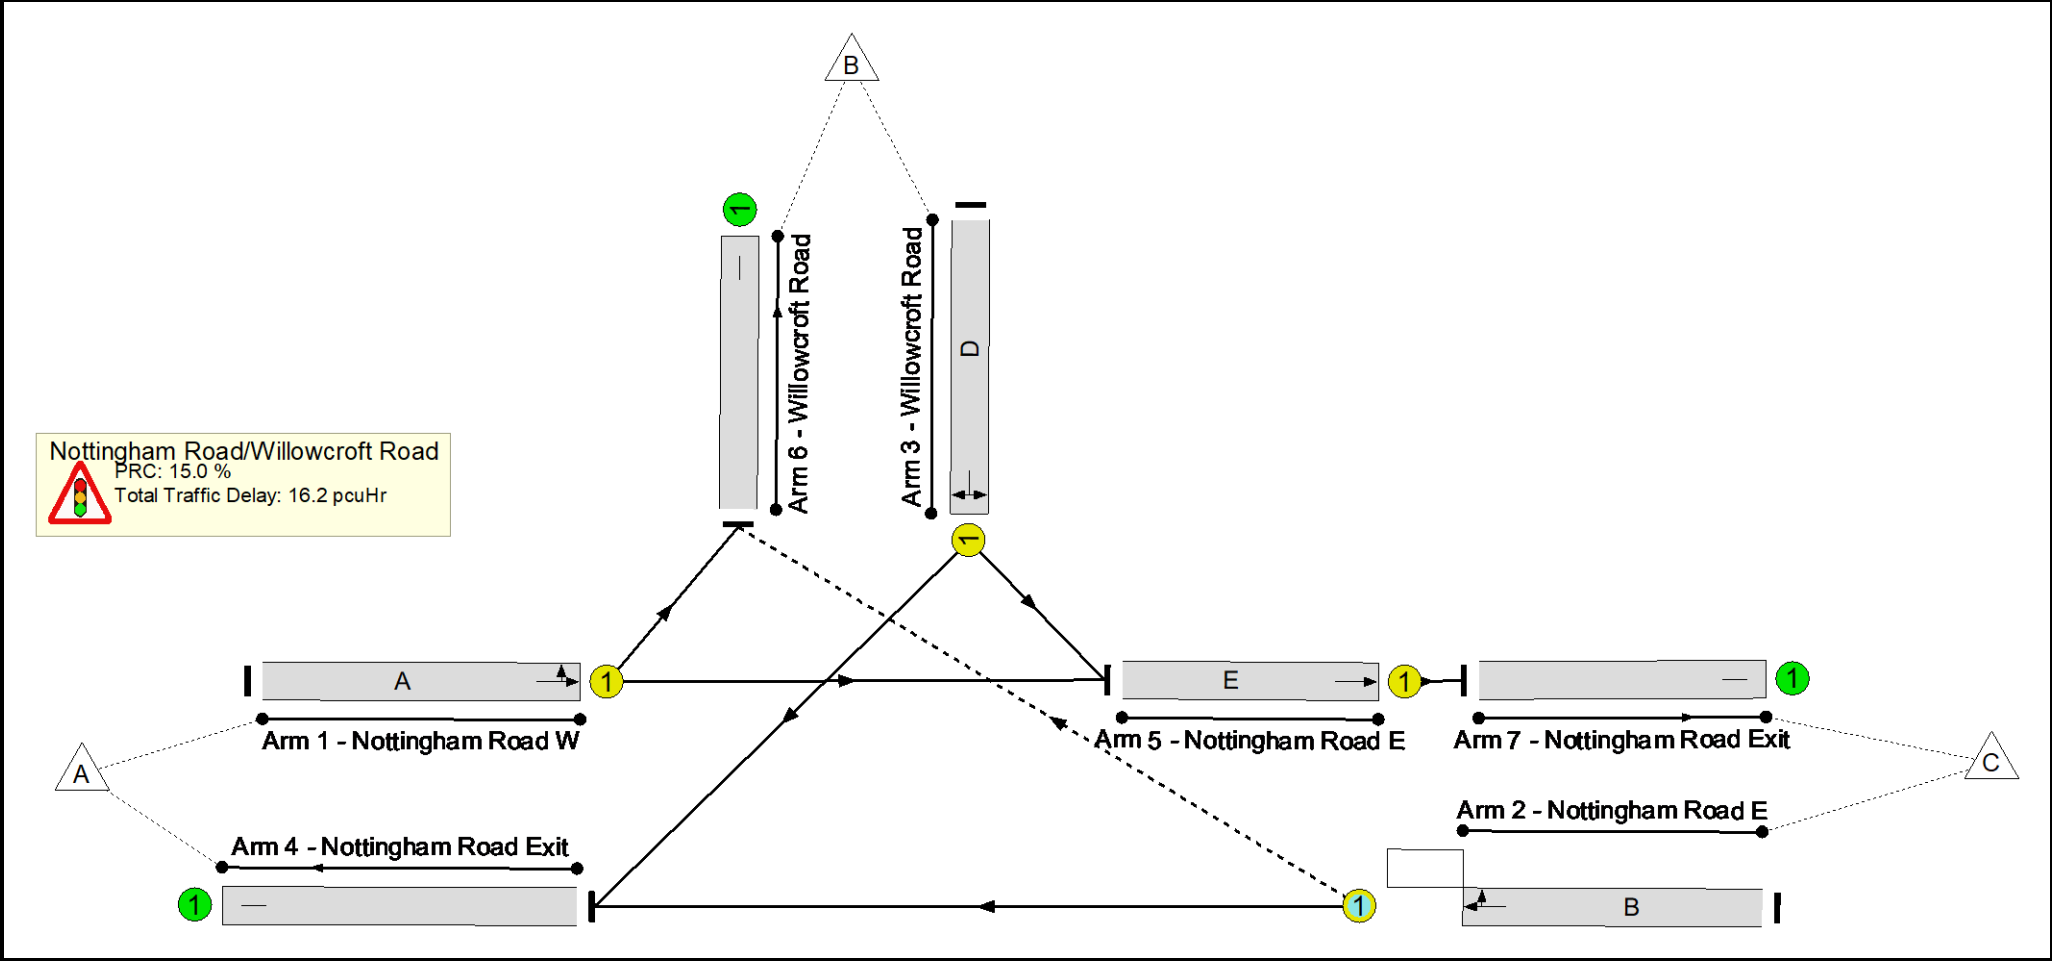 B
1
Arm 6 - Willowcroft Road
Arm 3 - Willowcroft Road
D
1
Nottingham Road/Willowcroft Road
PRC: 15.0 %
Total Traffic Delay: 16.2 pcuHr
A
1
E
1
1
Arm 1 - Nottingham Road W
Arm 5 - Nottingham Road E
Arm 7 - Nottingham Road Exit
A
C
Arm 2 - Nottingham Road E
Arm 4 - Nottingham Road Exit
1
1
B